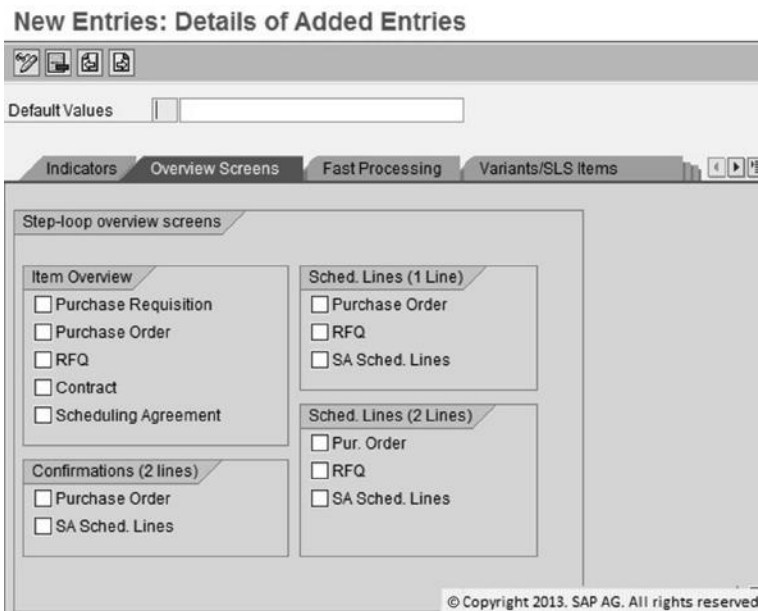 New Entries: Details of Added Entries
Default Values
Indicators
Overview Screens
Fast Processing
Variants/SLS Items
Step-loop overview screens
Item Overview
Purchase Requisition
Purchase Order
RFQ
Contract
Scheduling Agreement
Confirmations (2 lines)
Purchase Order
SA Sched. Lines
Sched. Lines (1 Line)
Purchase Order
RFQ
SA Sched. Lines
Sched. Lines (2 Lines)
Pur. Order
RFQ
SA Sched. Lines
© Copyright 2013. SAP AG. All rights reserved